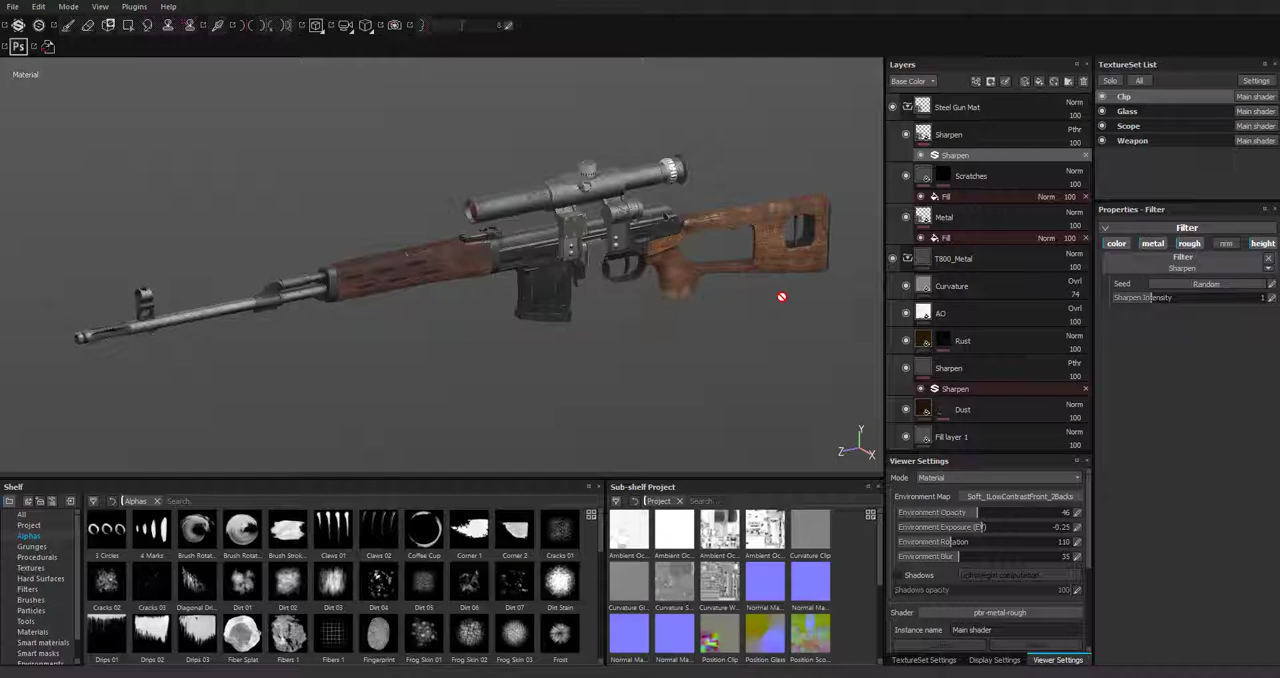 File Edit View Plugins Help
Ps
Material
Layers
Base Color
Steel Gun Mat Norm 100
Sharpen Pthr 100
Sharpen
Scratches Norm 100
Fill Norm 100
Metal Norm 100
Fill Norm 100
T800_Metal Norm 100
Curvature Ovrl 74
AO Ovrl 100
Rust Norm 100
Sharpen Pthr 100
Sharpen
Dust Norm 100
Fill layer 1 Norm 100
TextureSet List
Solo All Settings
Clip Main shader
Glass Main shader
Scope Main shader
Weapon Main shader
Properties - Filter
Filter
color metal rough nrm height
Filter
Sharpen
Seed Random
Sharpen Intensity 1
Y
Z X
Viewer Settings
Mode Material
Environment Map Soft_1LowContrastFront_2Backs
Environment Opacity 46
Environment Exposure (EV) -0.25
Environment Rotation 110
Environment Blur 35
Shadows
Shadows opacity 100
Shader pbr-metal-rough
Instance name Main shader
TextureSet Settings Display Settings Viewer Settings
Shelf
Alphas Search...
All
Project
Alphas
Grunges
Procedurals
Textures
Hard Surfaces
Filters
Brushes
Particles
Tools
Materials
Smart materials
Smart masks
5 Circles 4 Marks Brush Rotat... Brush Rotat... Brush Strok... Claws 01 Claws 02 Coffee Cup Corner 1 Corner 2 Cracks 01
Cracks 02 Cracks 03 Diagonal Dri... Dirt 01 Dirt 02 Dirt 03 Dirt 04 Dirt 05 Dirt 06 Dirt 07 Dirt Stain
Drips 01 Drips 02 Drips 03 Fiber Splat Fibers 1 Fibers 1 Fingerprint Frog Skin 01 Frog Skin 02 Frog Skin 03 Frost
Sub-shelf Project
Project Search...
Ambient Oc... Ambient Oc... Ambient Oc... Ambient Oc... Curvature Clip
Curvature Gl... Curvature S... Curvature W... Normal Ma... Normal Ma...
Normal Ma... Normal Ma... Position Clip Position Glass Position Sco...